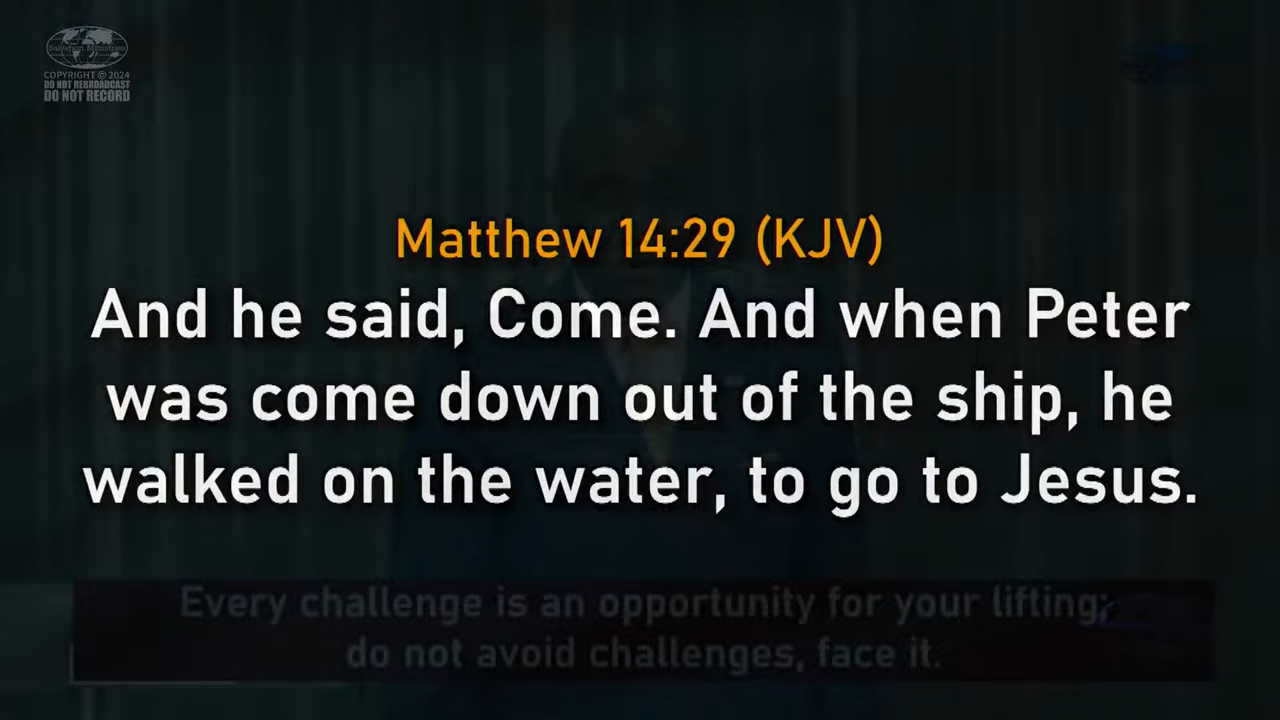 Salvation Ministries
COPYRIGHT © 2024
DO NOT REBROADCAST
DO NOT RECORD
Matthew 14:29 (KJV)
And he said, Come. And when Peter
was come down out of the ship, he
walked on the water, to go to Jesus.
Every challenge is an opportunity for your lifting;
do not avoid challenges, face it.